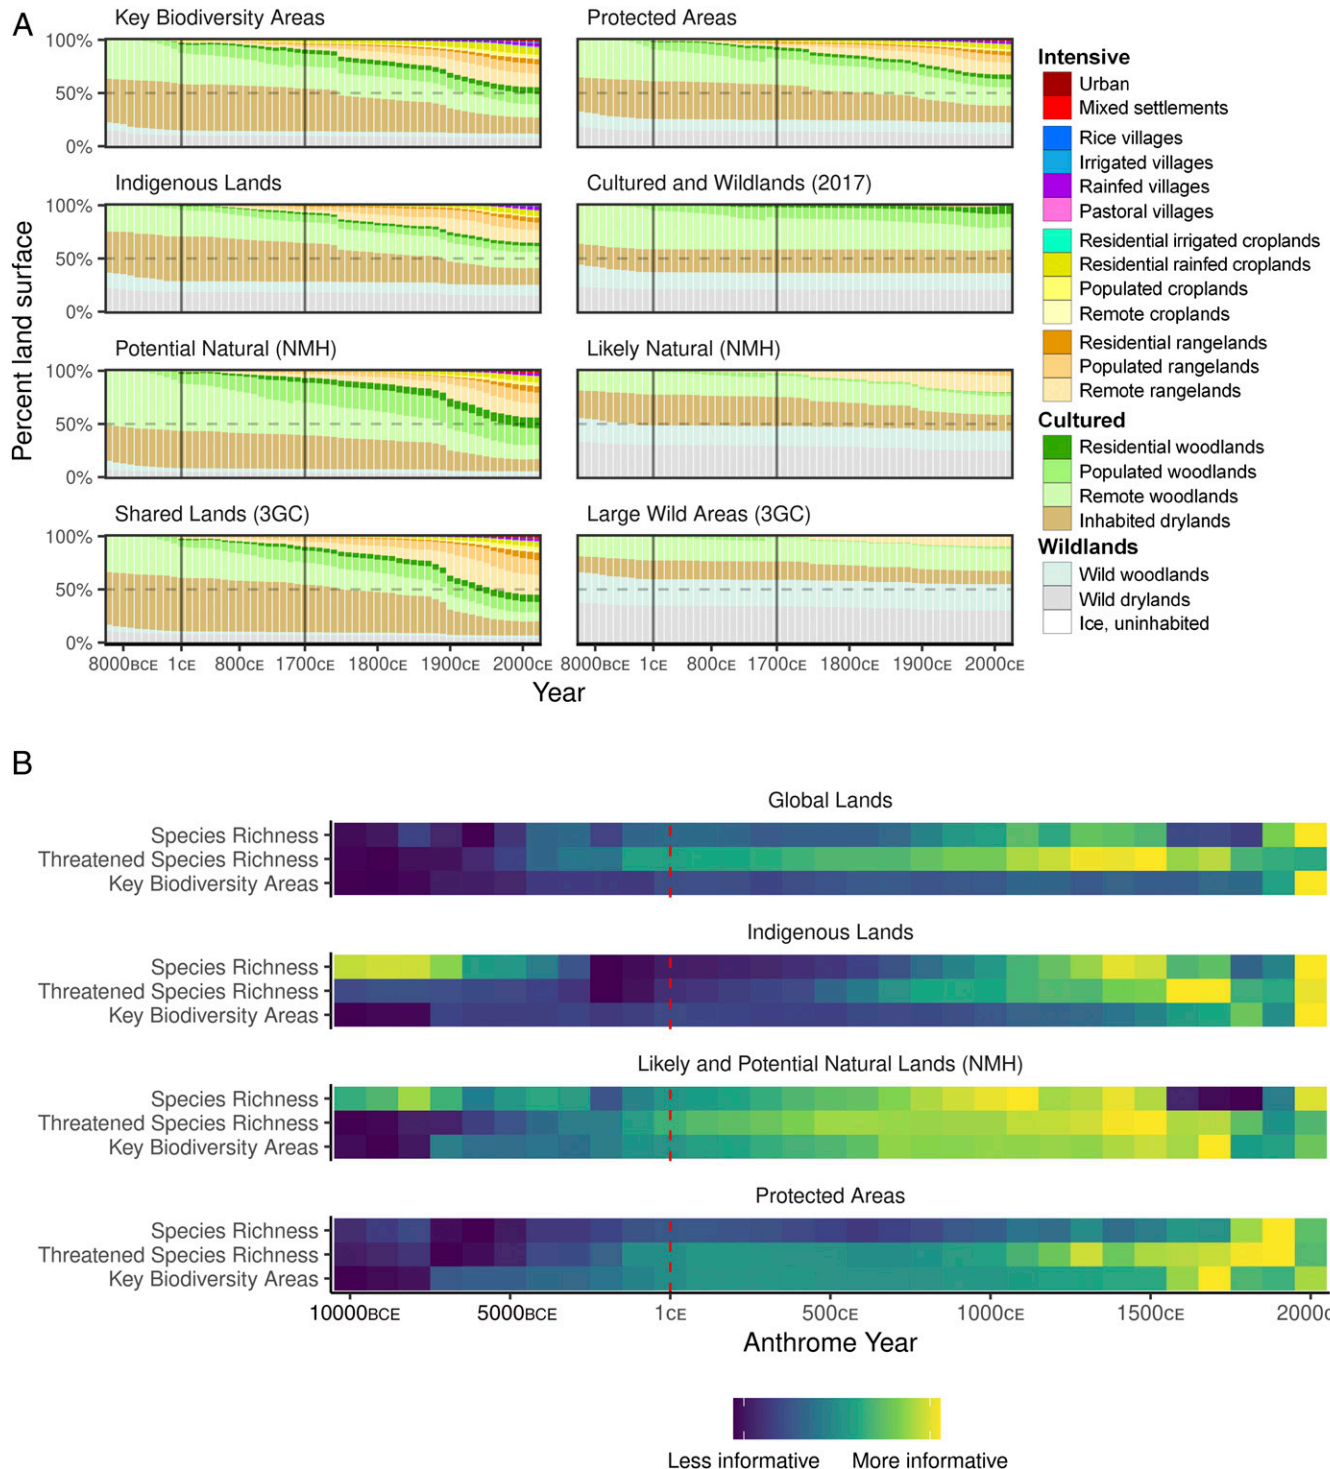 A
Key Biodiversity Areas
Protected Areas
100%
50%
0%
Indigenous Lands
Cultured and Wildlands (2017)
100%
50%
0%
Potential Natural (NMH)
Likely Natural (NMH)
100%
50%
0%
Shared Lands (3GC)
Large Wild Areas (3GC)
100%
50%
0%
Percent land surface
8000BCE 1CE 800CE 1700CE 1800CE 1900CE 2000CE
8000BCE 1CE 800CE 1700CE 1800CE 1900CE 2000CE
Year
Intensive
Urban
Mixed settlements
Rice villages
Irrigated villages
Rainfed villages
Pastoral villages
Residential irrigated croplands
Residential rainfed croplands
Populated croplands
Remote croplands
Residential rangelands
Populated rangelands
Remote rangelands
Cultured
Residential woodlands
Populated woodlands
Remote woodlands
Inhabited drylands
Wildlands
Wild woodlands
Wild drylands
Ice, uninhabited
B
Global Lands
Species Richness
Threatened Species Richness
Key Biodiversity Areas
Indigenous Lands
Species Richness
Threatened Species Richness
Key Biodiversity Areas
Likely and Potential Natural Lands (NMH)
Species Richness
Threatened Species Richness
Key Biodiversity Areas
Protected Areas
Species Richness
Threatened Species Richness
Key Biodiversity Areas
10000BCE 5000BCE 1CE 500CE 1000CE 1500CE 2000C
Anthrome Year
Less informative More informative